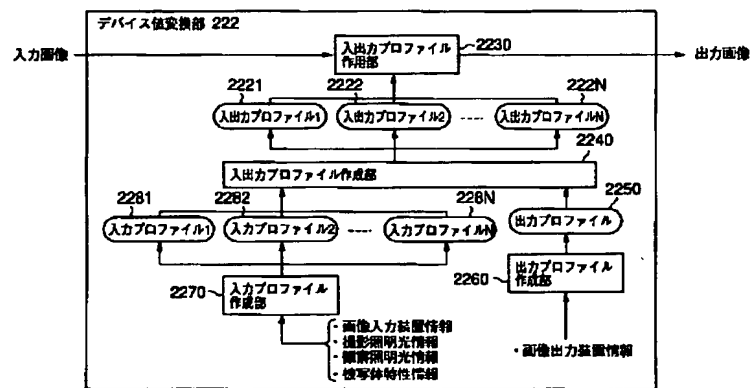 デバイス値変換部 222
入力画像
入出力プロファイル
作用部
2230
出力画像
2221
2222
222N
入出力プロファイル1
入出力プロファイル2
入出力プロファイルN
2240
入出力プロファイル作成部
2281
2282
228N
2250
入力プロファイル1
入力プロファイル2
入力プロファイルN
出力プロファイル
2270
入力プロファイル
作成部
2260
出力プロファイル
作成部
・画像入力装置情報
・撮影照明光情報
・観察照明光情報
・被写体特性情報
・画像出力装置情報